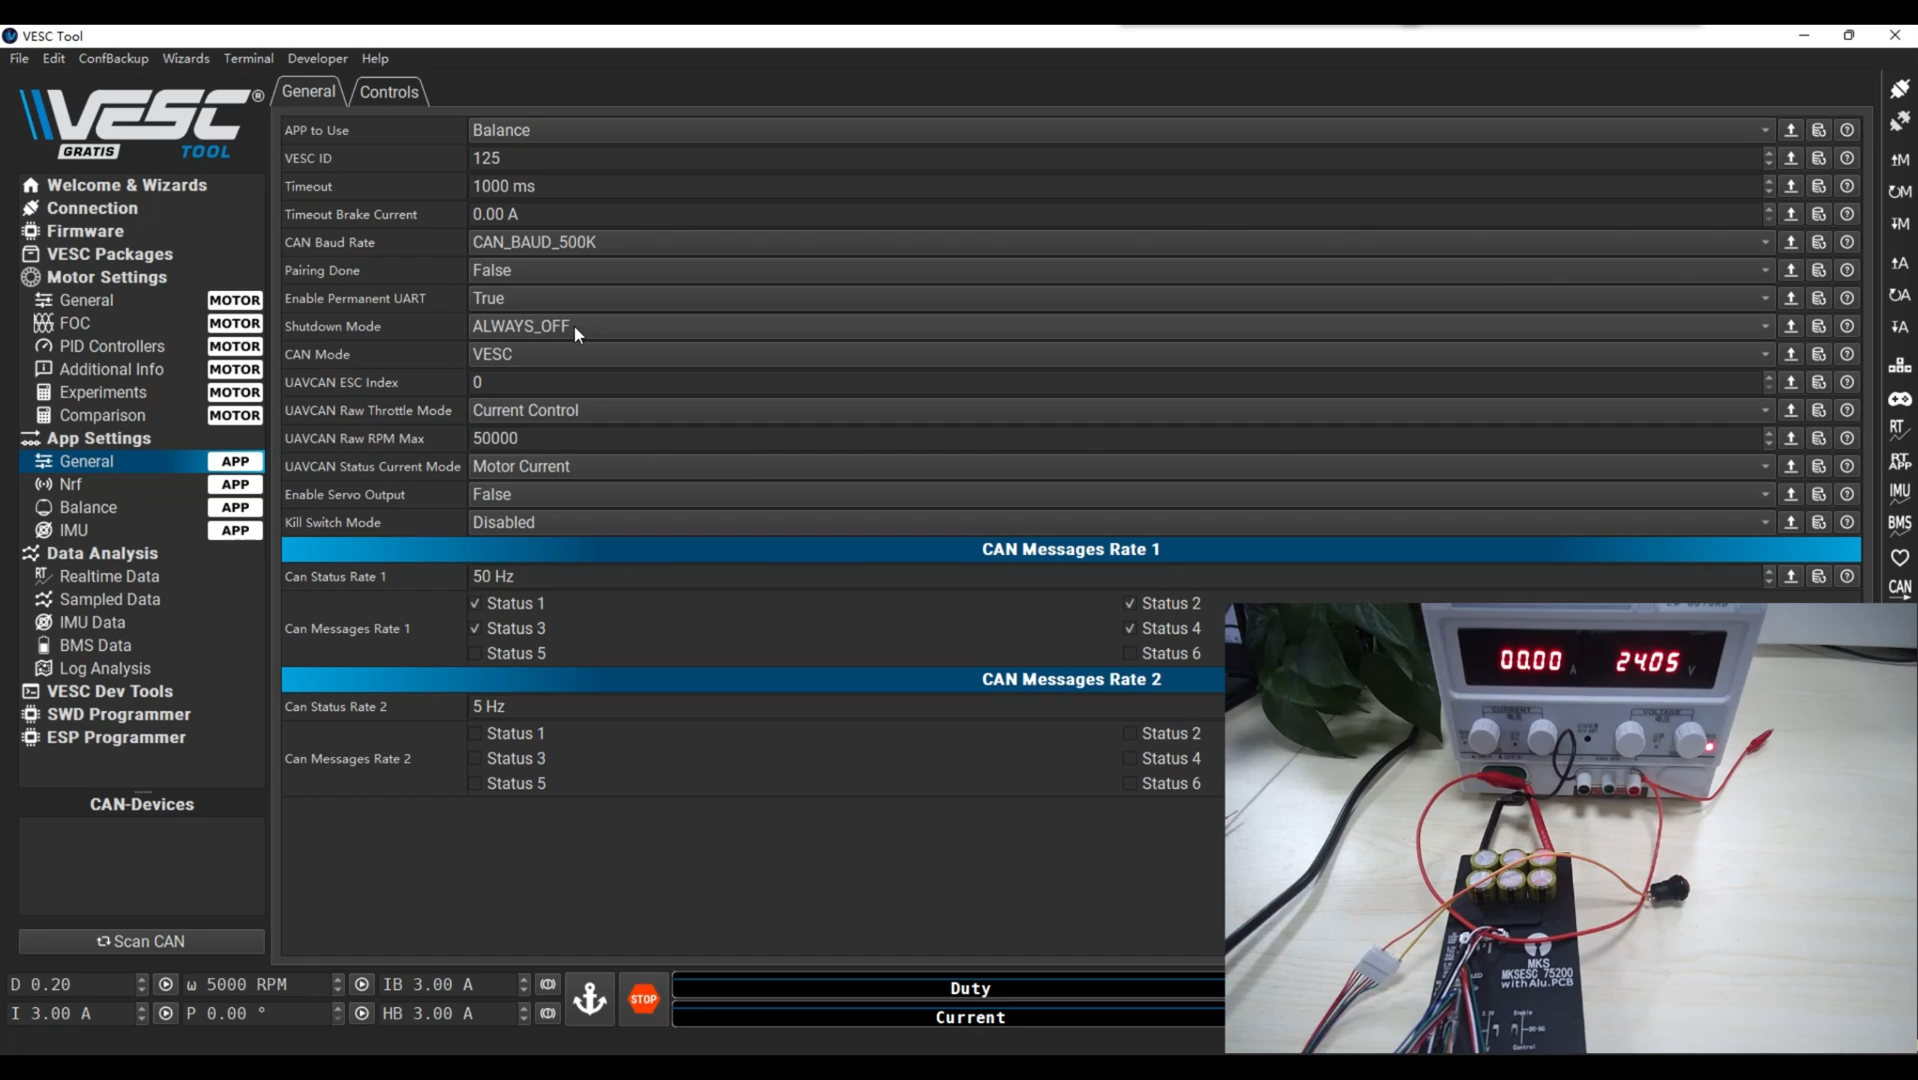 VESC Tool
File Edit ConfBackup Wizards Terminal Developer Help
VESC®
GRATIS TOOL
Welcome & Wizards
Connection
Firmware
VESC Packages
Motor Settings
General MOTOR
FOC MOTOR
PID Controllers MOTOR
Additional Info MOTOR
Experiments MOTOR
Comparison MOTOR
App Settings
General APP
Nrf APP
Balance APP
IMU APP
Data Analysis
RT Realtime Data
Sampled Data
IMU Data
BMS Data
Log Analysis
VESC Dev Tools
SWD Programmer
ESP Programmer
CAN-Devices
Scan CAN
General Controls
APP to Use Balance
VESC ID 125
Timeout 1000 ms
Timeout Brake Current 0.00 A
CAN Baud Rate CAN_BAUD_500K
Pairing Done False
Enable Permanent UART True
Shutdown Mode ALWAYS_OFF
CAN Mode VESC
UAVCAN ESC Index 0
UAVCAN Raw Throttle Mode Current Control
UAVCAN Raw RPM Max 50000
UAVCAN Status Current Mode Motor Current
Enable Servo Output False
Kill Switch Mode Disabled
CAN Messages Rate 1
Can Status Rate 1 50 Hz
Can Messages Rate 1
Status 1 Status 2
Status 3 Status 4
Status 5 Status 6
CAN Messages Rate 2
Can Status Rate 2 5 Hz
Can Messages Rate 2
Status 1 Status 2
Status 3 Status 4
Status 5 Status 6
M
M
M
A
A
A
RT
RT APP
IMU
BMS
CAN
D 0.20 ω 5000 RPM IB 3.00 A
I 3.00 A P 0.00 ° HB 3.00 A
STOP
Duty
Current
00.00 A 24.05 V
CURRENT VOLTAGE
MKS
MKSESC 75200
with Alu.PCB